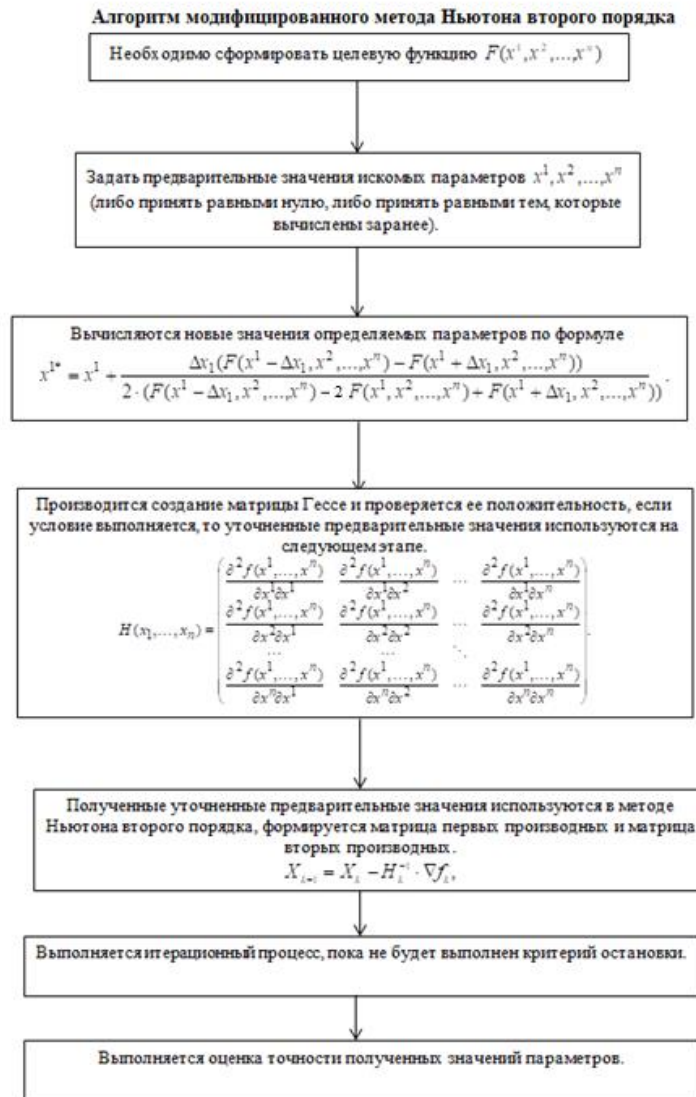 Алгоритм модифицированного метода Ньютона второго порядка
Необходимо сформировать целевую функцию F(x¹,x²,...,xⁿ)
Задать предварительные значения искомых параметров x¹,x²,...,xⁿ
(либо принять равными нулю, либо принять равными тем, которые
вычислены заранее).
Вычисляются новые значения определяемых параметров по формуле
x¹* = x¹ + Δx₁(F(x¹ − Δx₁, x²,...,xⁿ) − F(x¹ + Δx₁, x²,...,xⁿ)) / 2·(F(x¹ − Δx₁, x²,...,xⁿ) − 2 F(x¹, x²,...,xⁿ) + F(x¹ + Δx₁, x²,...,xⁿ)).
Производится создание матрицы Гессе и проверяется ее положительность, если
условие выполняется, то уточненные предварительные значения используются на
следующем этапе.
∂²f(x¹,...,xⁿ)/∂x¹∂x¹ ∂²f(x¹,...,xⁿ)/∂x¹∂x² ... ∂²f(x¹,...,xⁿ)/∂x¹∂xⁿ
H(x₁,...,xₙ) = ∂²f(x¹,...,xⁿ)/∂x²∂x¹ ∂²f(x¹,...,xⁿ)/∂x²∂x² ... ∂²f(x¹,...,xⁿ)/∂x²∂xⁿ .
... ... ⋱
∂²f(x¹,...,xⁿ)/∂xⁿ∂x¹ ∂²f(x¹,...,xⁿ)/∂xⁿ∂x² ... ∂²f(x¹,...,xⁿ)/∂xⁿ∂xⁿ
Полученные уточненные предварительные значения используются в методе
Ньютона второго порядка, формируется матрица первых производных и матрица
вторых производных.
X = X − H · ∇f ,
Выполняется итерационный процесс, пока не будет выполнен критерий остановки.
Выполняется оценка точности полученных значений параметров.